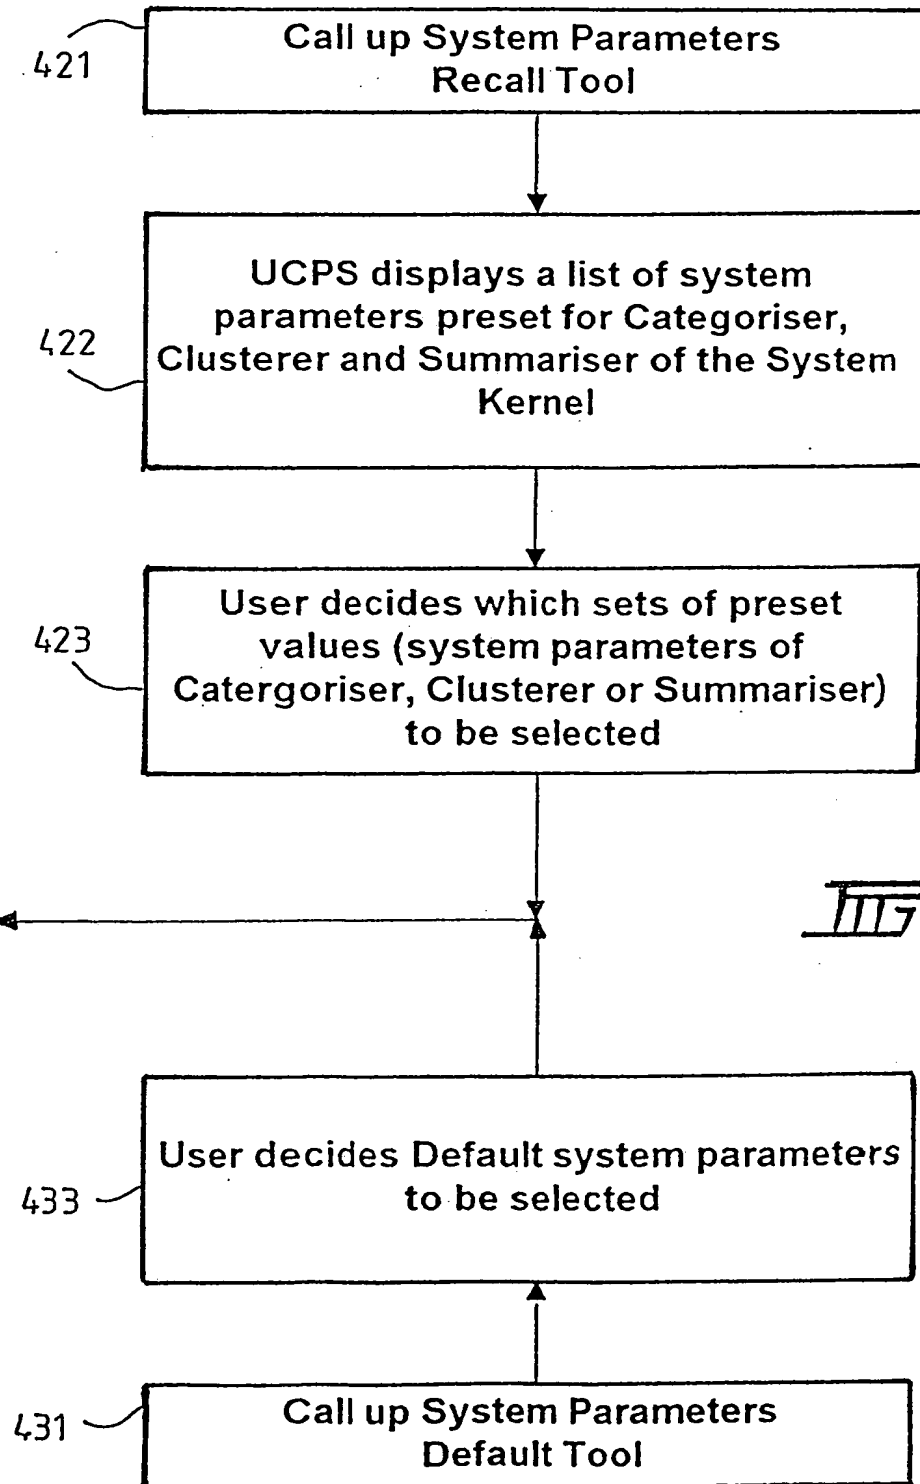 421
Call up System Parameters
Recall Tool
422
UCPS displays a list of system
parameters preset for Categoriser,
Clusterer and Summariser of the System
Kernel
423
User decides which sets of preset
values (system parameters of
Catergoriser, Clusterer or Summariser)
to be selected
433
User decides Default system parameters
to be selected
431
Call up System Parameters
Default Tool